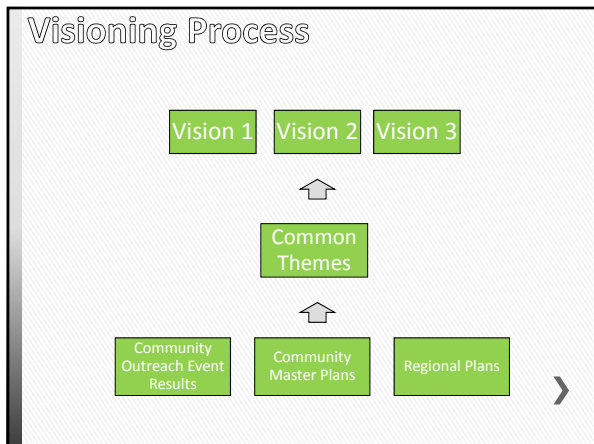 Visioning Process
Vision 1
Vision 2
Vision 3
Common
Themes
Community
Outreach Event
Results
Community
Master Plans
Regional Plans